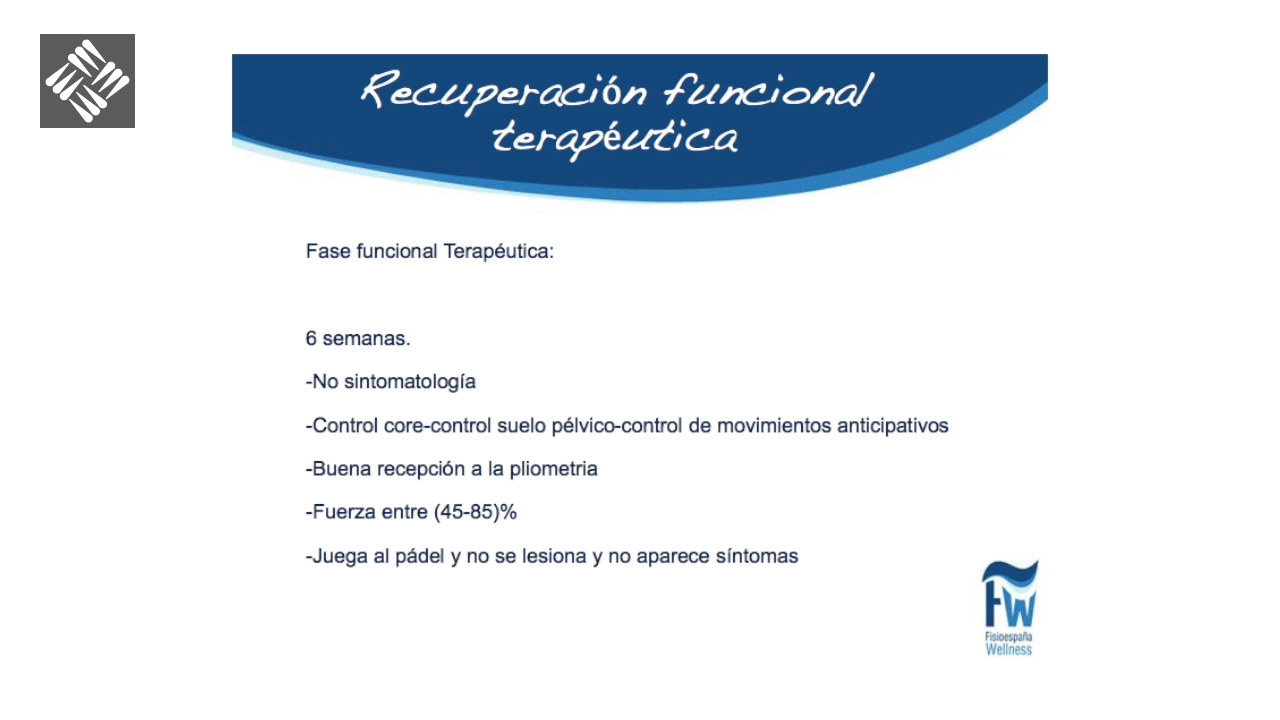 Recuperación funcional
terapéutica
Fase funcional Terapéutica:
6 semanas.
-No sintomatología
-Control core-control suelo pélvico-control de movimientos anticipativos
-Buena recepción a la pliometria
-Fuerza entre (45-85)%
-Juega al pádel y no se lesiona y no aparece síntomas
FW
Fisioespaña
Wellness